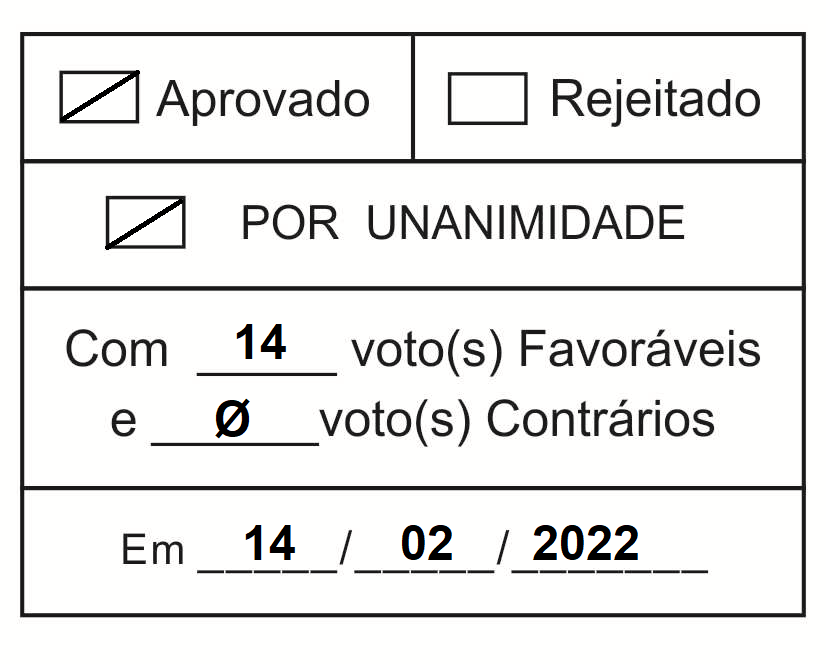 Aprovado Rejeitado
POR UNANIMIDADE
Com 14 voto(s) Favoráveis
e Ø voto(s) Contrários
Em 14/02/2022